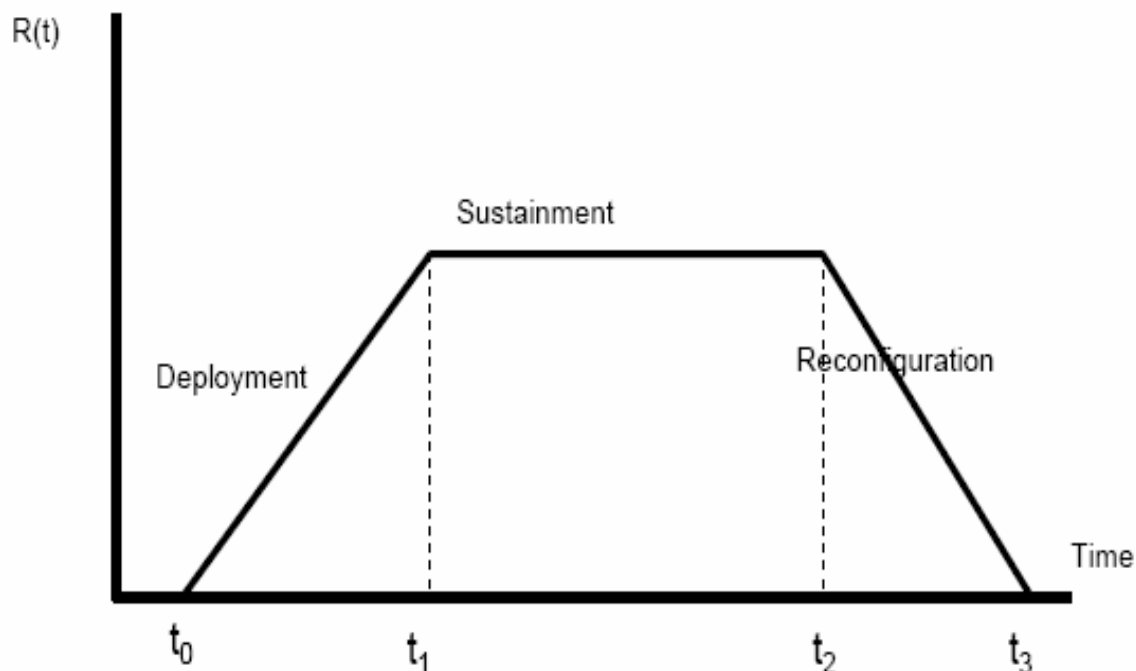 R(t)
Sustainment
Reconfiguration
Deployment
Time
t₀
t₁
t₂
t₃